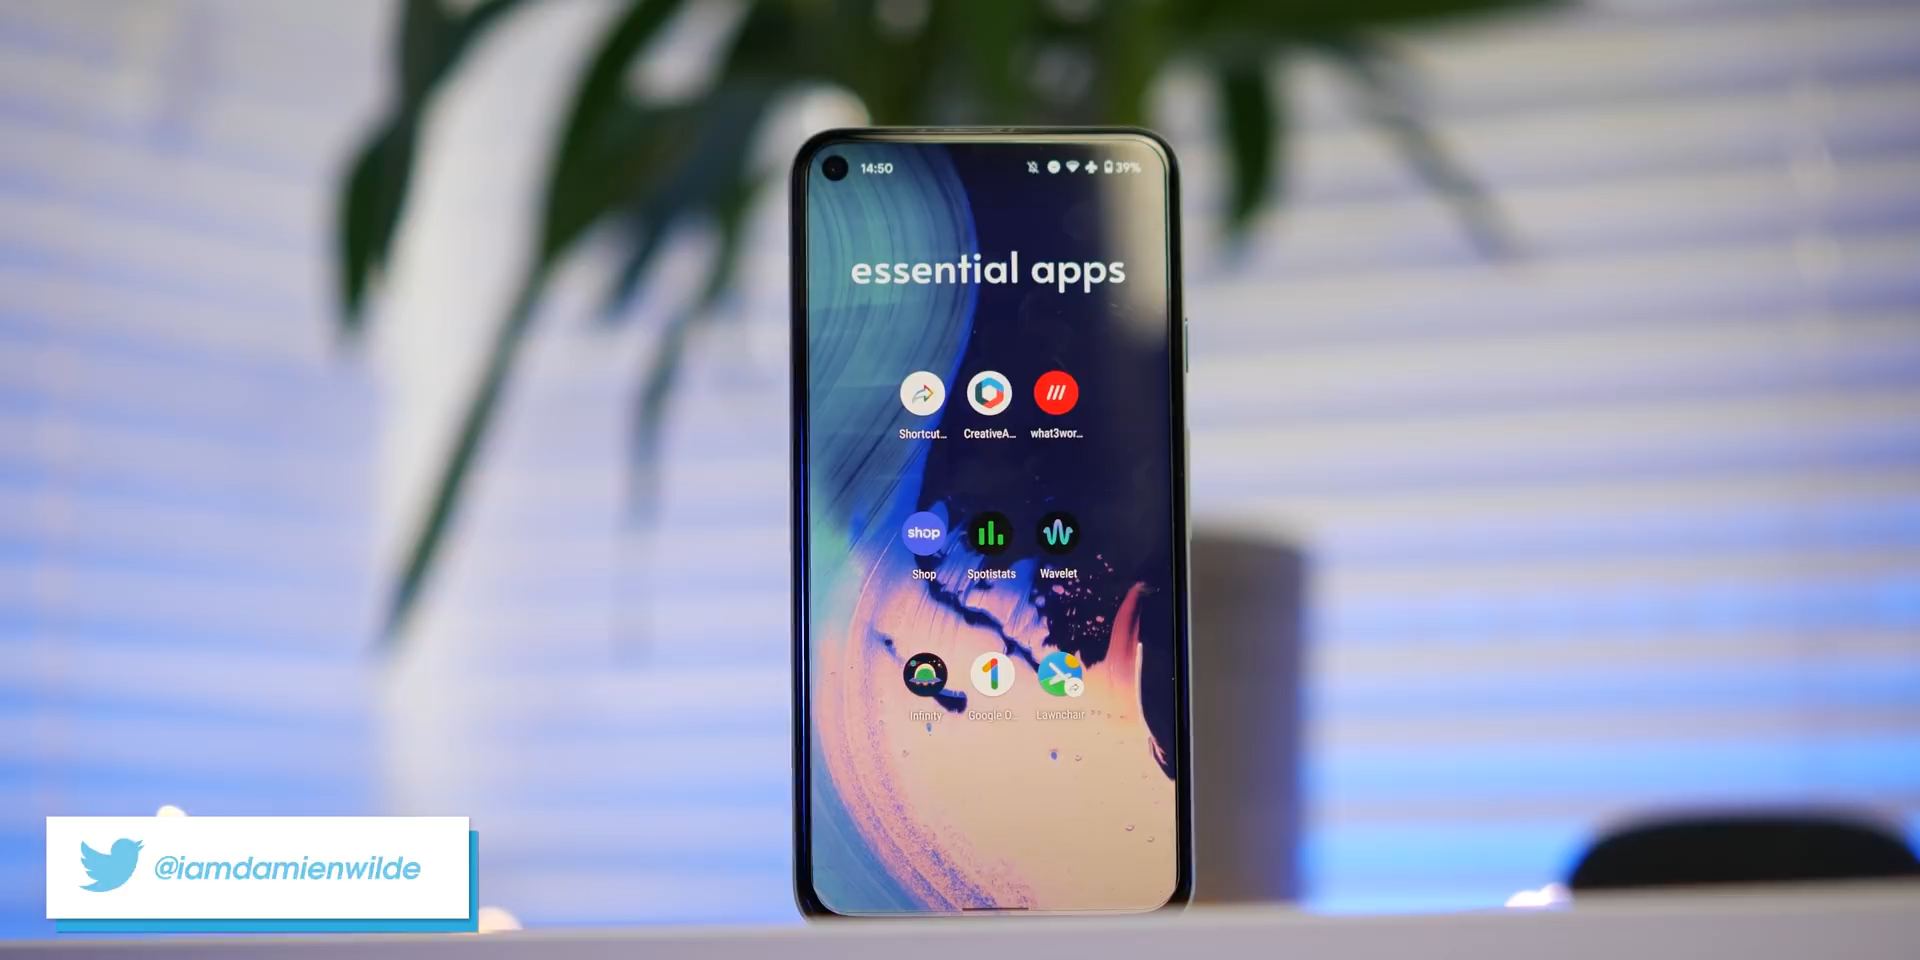 14:50 39%
essential apps
Shortcut... CreativeA... what3wor...
shop
Shop Spotistats Wavelet
Infinity Google O... Lawnchair
@iamdamienwilde